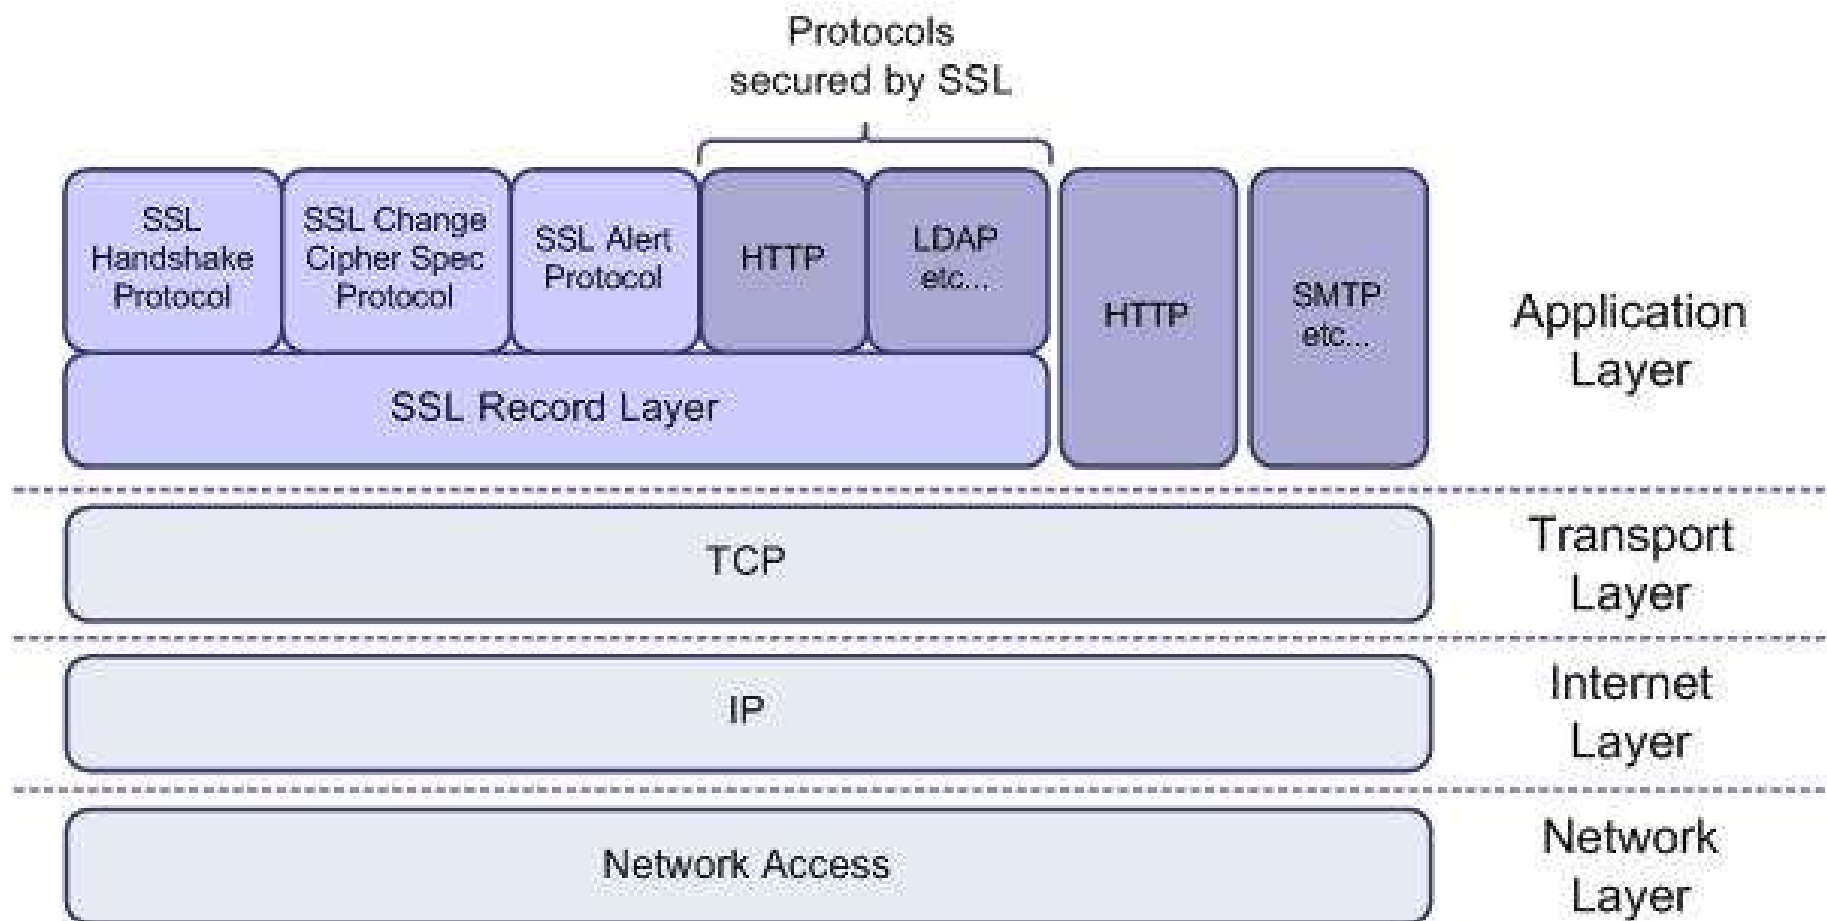 Protocols
secured by SSL
SSL
Handshake
Protocol
SSL Change
Cipher Spec
Protocol
SSL Alert
Protocol
HTTP
LDAP
etc...
HTTP
SMTP
etc...
Application
Layer
SSL Record Layer
TCP
Transport
Layer
IP
Internet
Layer
Network Access
Network
Layer